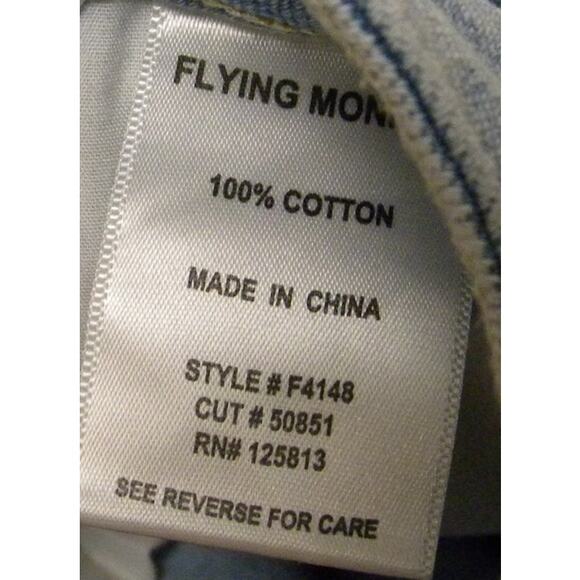 FLYING MON
100% COTTON
MADE IN CHINA
STYLE # F4148
CUT # 50851
RN# 125813
SEE REVERSE FOR CARE